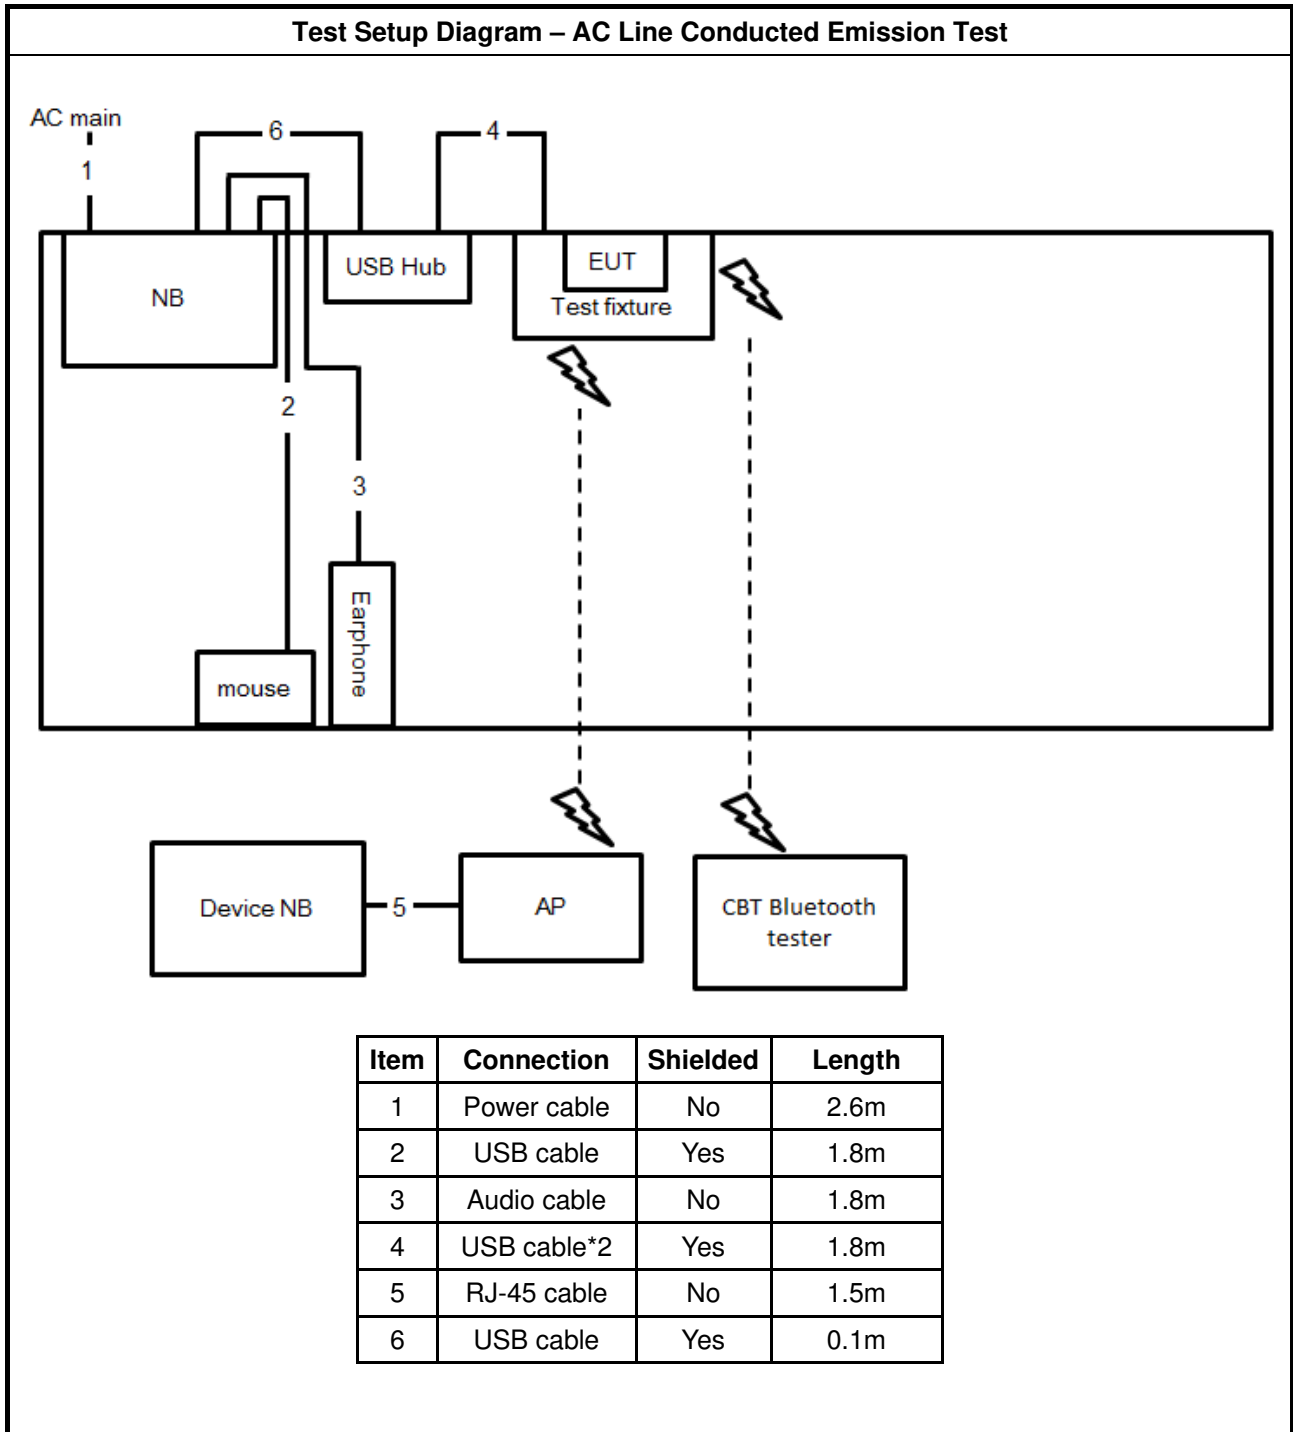 Test Setup Diagram – AC Line Conducted Emission Test
AC main
1
6
4
NB
USB Hub
EUT
Test fixture
2
3
Earphone
mouse
Device NB
5
AP
CBT Bluetooth
tester
Item Connection Shielded Length
1 Power cable No 2.6m
2 USB cable Yes 1.8m
3 Audio cable No 1.8m
4 USB cable*2 Yes 1.8m
5 RJ-45 cable No 1.5m
6 USB cable Yes 0.1m